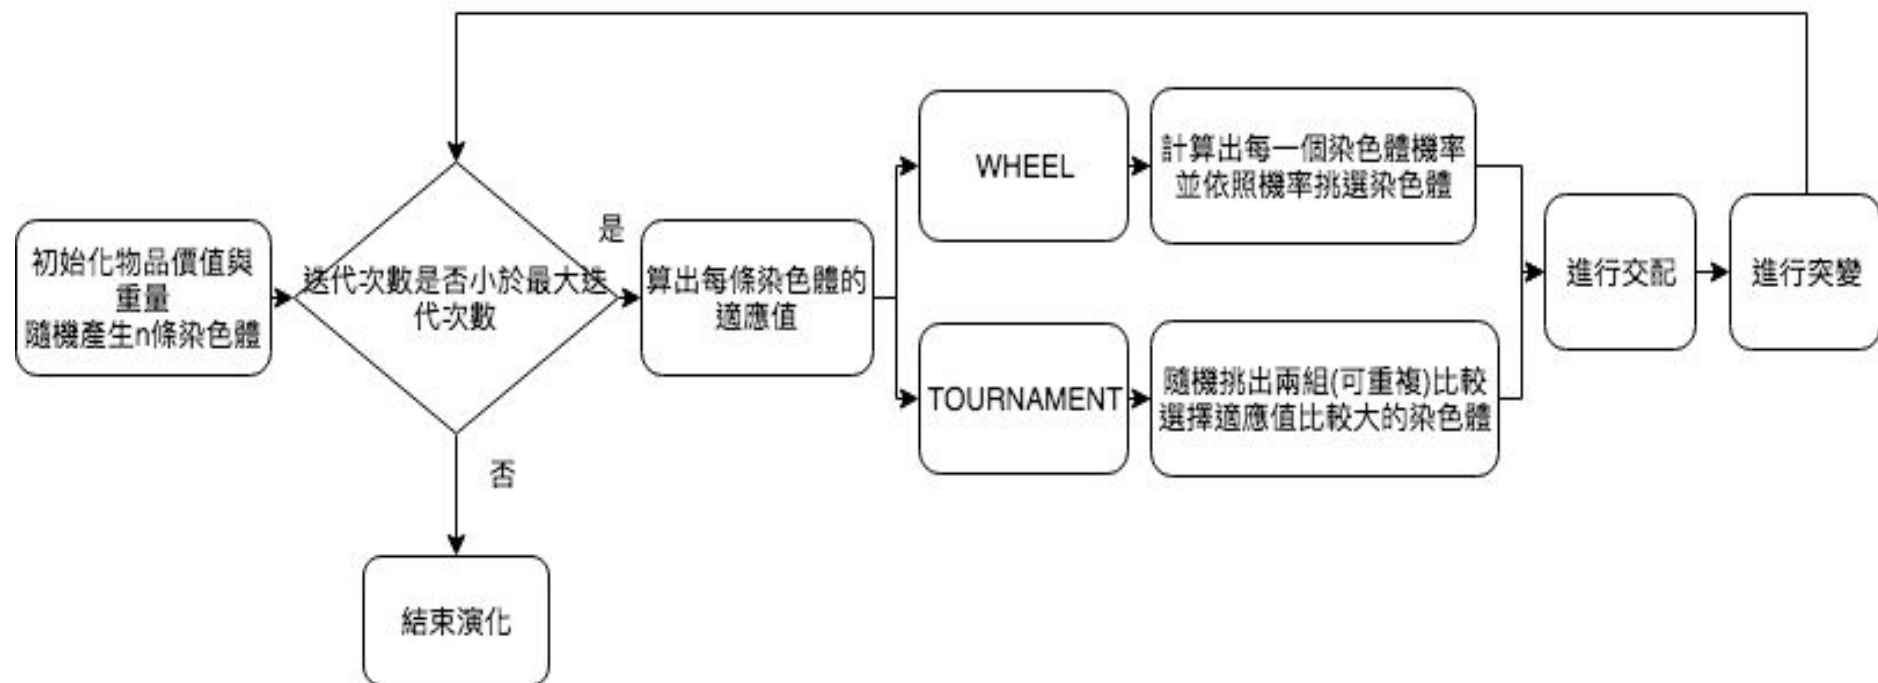 初始化物品價值與
重量
隨機產生n條染色體
迭代次數是否小於最大迭
代次數
是
否
結束演化
算出每條染色體的
適應值
WHEEL
計算出每一個染色體機率
並依照機率挑選染色體
TOURNAMENT
隨機挑出兩組(可重複)比較
選擇適應值比較大的染色體
進行交配
進行突變